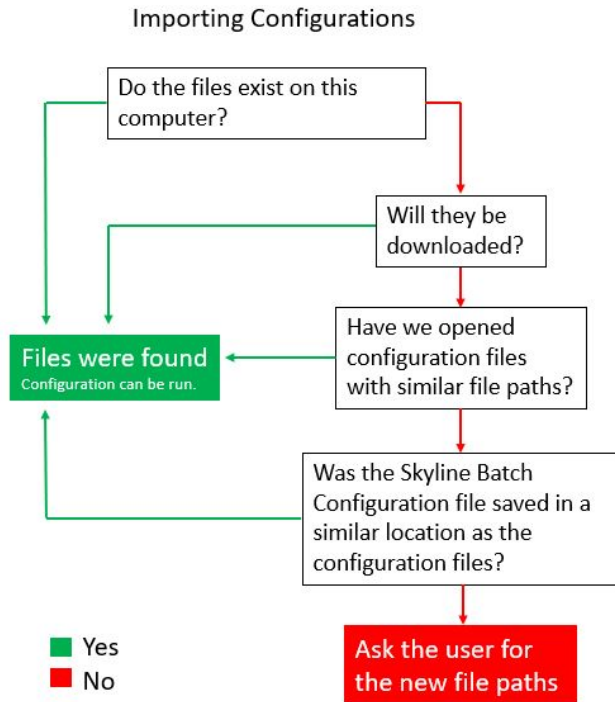 Importing Configurations
Do the files exist on this
computer?
Will they be
downloaded?
Have we opened
configuration files
with similar file paths?
Files were found
Configuration can be run.
Was the Skyline Batch
Configuration file saved in a
similar location as the
configuration files?
Yes
No
Ask the user for
the new file paths